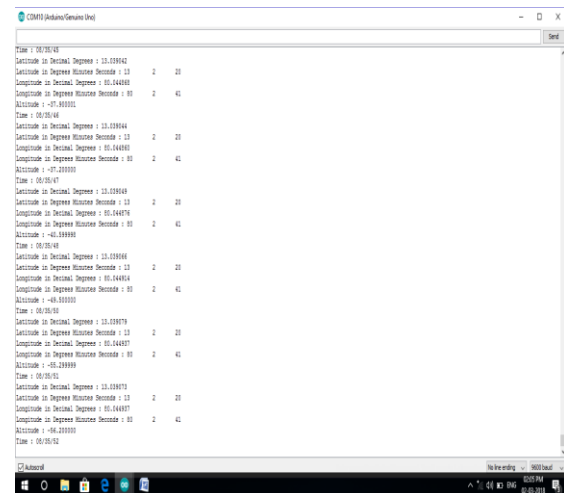 COM10 (Arduino/Genuino Uno)
Send
Time : 08/35/45
Latitude in Decimal Degrees : 13.039042
Latitude in Degrees Minutes Seconds : 13 2 20
Longitude in Decimal Degrees : 80.044868
Longitude in Degrees Minutes Seconds : 80 2 41
Altitude : -37.900001
Time : 08/35/46
Latitude in Decimal Degrees : 13.039044
Latitude in Degrees Minutes Seconds : 13 2 20
Longitude in Decimal Degrees : 80.044860
Longitude in Degrees Minutes Seconds : 80 2 41
Altitude : -37.200000
Time : 08/35/47
Latitude in Decimal Degrees : 13.039049
Latitude in Degrees Minutes Seconds : 13 2 20
Longitude in Decimal Degrees : 80.044876
Longitude in Degrees Minutes Seconds : 80 2 41
Altitude : -40.599998
Time : 08/35/48
Latitude in Decimal Degrees : 13.039066
Latitude in Degrees Minutes Seconds : 13 2 20
Longitude in Decimal Degrees : 80.044914
Longitude in Degrees Minutes Seconds : 80 2 41
Altitude : -49.500000
Time : 08/35/50
Latitude in Decimal Degrees : 13.039079
Latitude in Degrees Minutes Seconds : 13 2 20
Longitude in Decimal Degrees : 80.044937
Longitude in Degrees Minutes Seconds : 80 2 41
Altitude : -55.299999
Time : 08/35/51
Latitude in Decimal Degrees : 13.039073
Latitude in Degrees Minutes Seconds : 13 2 20
Longitude in Decimal Degrees : 80.044937
Longitude in Degrees Minutes Seconds : 80 2 41
Altitude : -56.200000
Time : 08/35/52
Autoscroll
No line ending
9600 baud
ENG
02:05 PM
02-03-2018